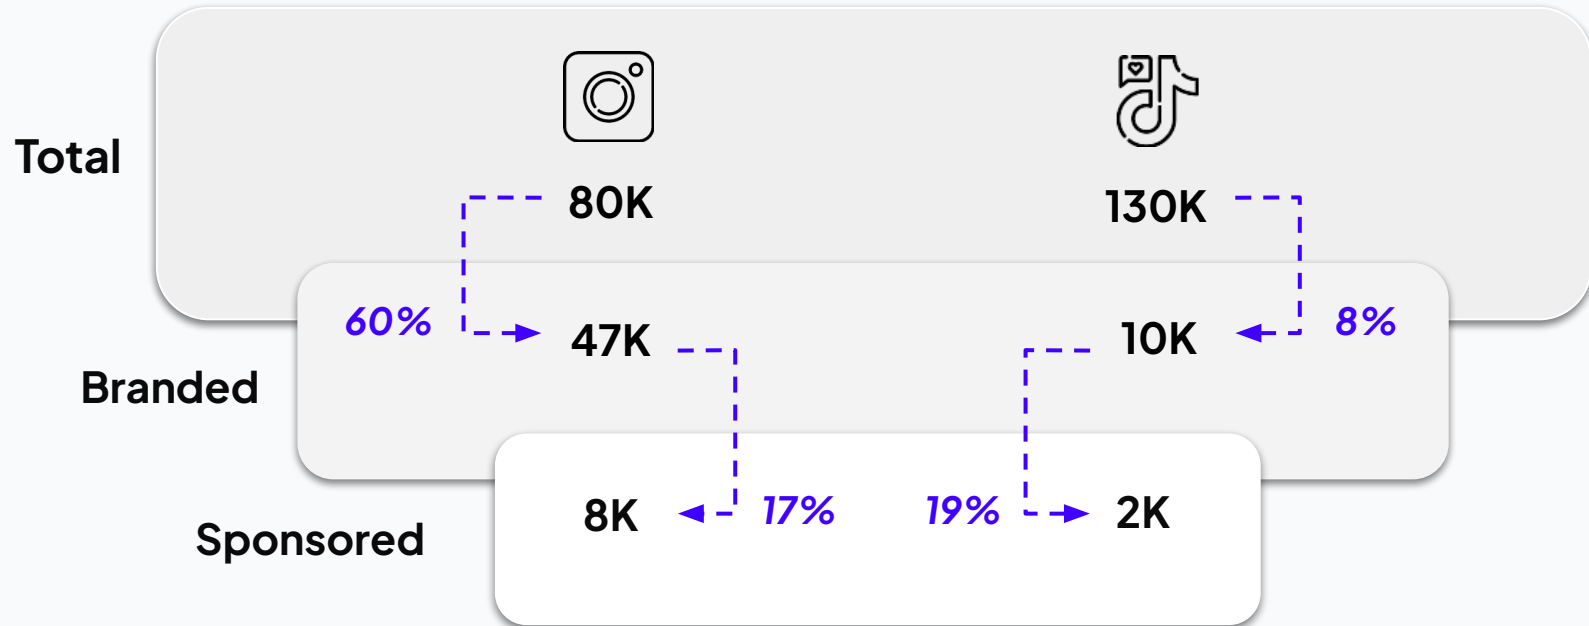 Total
80K
130K
60%
47K
10K
8%
Branded
8K
17%
19%
2K
Sponsored